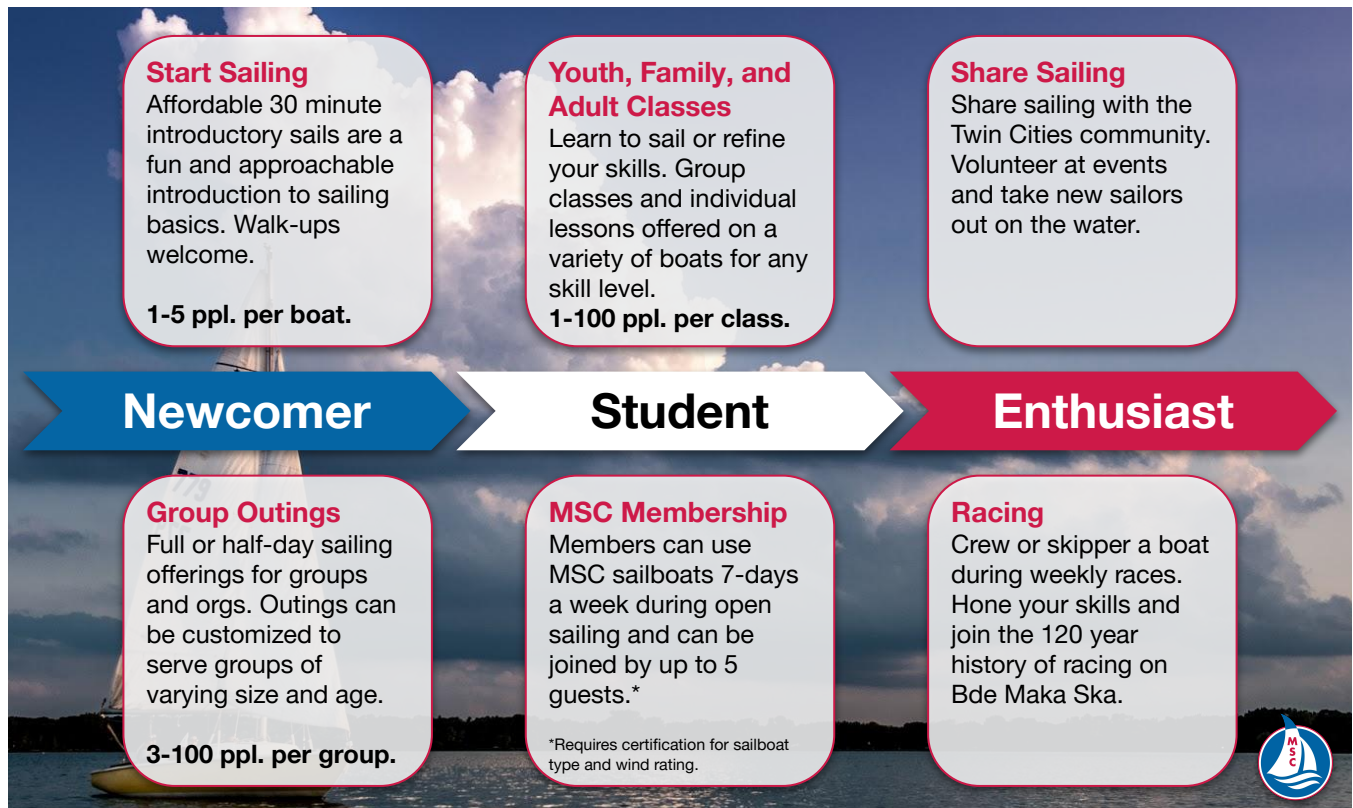 Start Sailing
Affordable 30 minute
introductory sails are a
fun and approachable
introduction to sailing
basics. Walk-ups
welcome.
1-5 ppl. per boat.
Youth, Family, and
Adult Classes
Learn to sail or refine
your skills. Group
classes and individual
lessons offered on a
variety of boats for any
skill level.
1-100 ppl. per class.
Share Sailing
Share sailing with the
Twin Cities community.
Volunteer at events
and take new sailors
out on the water.
Newcomer
Student
Enthusiast
779
Group Outings
Full or half-day sailing
offerings for groups
and orgs. Outings can
be customized to
serve groups of
varying size and age.
3-100 ppl. per group.
MSC Membership
Members can use
MSC sailboats 7-days
a week during open
sailing and can be
joined by up to 5
guests.*
*Requires certification for sailboat
type and wind rating.
Racing
Crew or skipper a boat
during weekly races.
Hone your skills and
join the 120 year
history of racing on
Bde Maka Ska.
M
S
C